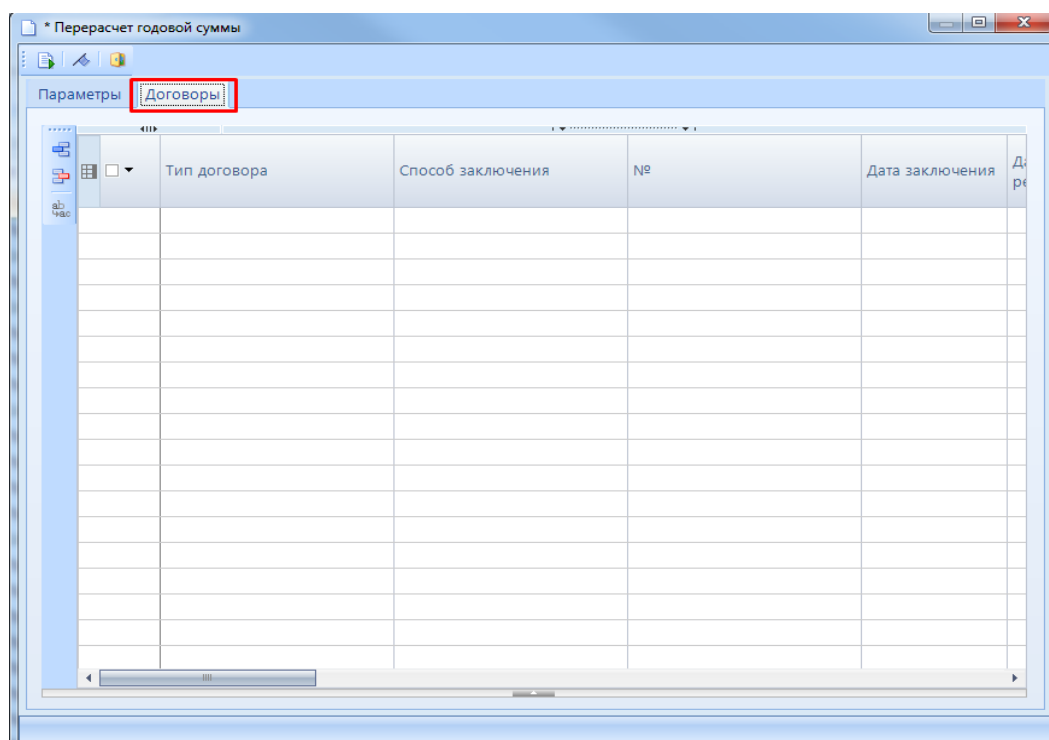 * Перерасчет годовой суммы
Параметры Договоры
Тип договора Способ заключения № Дата заключения